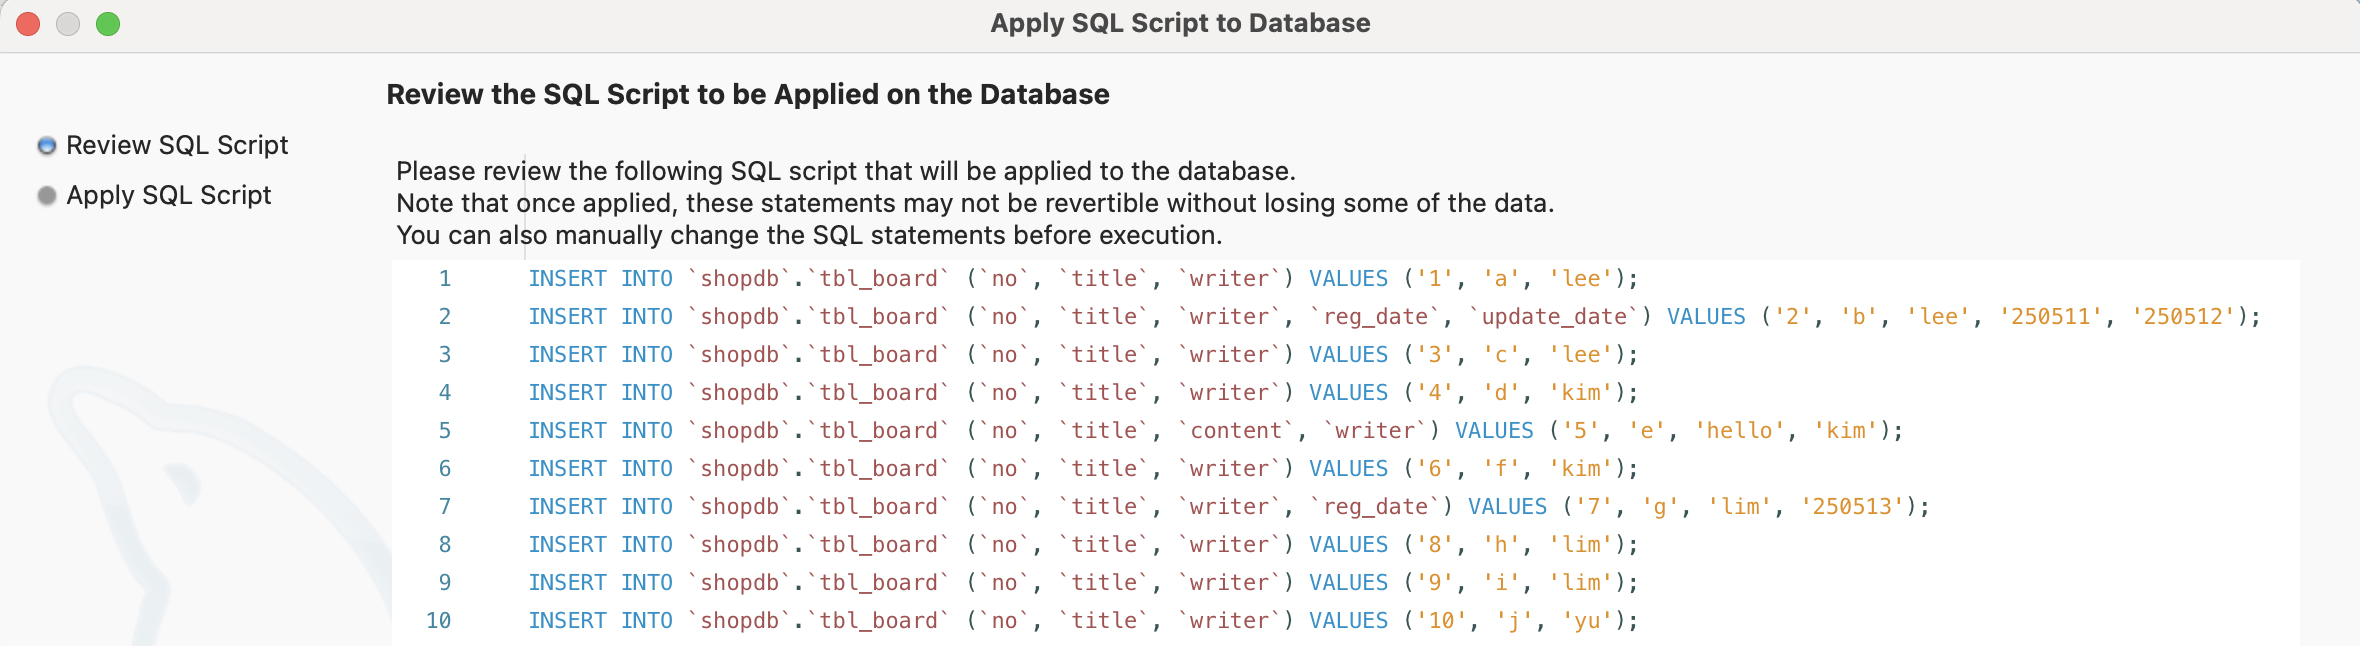 Apply SQL Script to Database
Review the SQL Script to be Applied on the Database
Review SQL Script
Apply SQL Script
Please review the following SQL script that will be applied to the database.
Note that once applied, these statements may not be revertible without losing some of the data.
You can also manually change the SQL statements before execution.
1 INSERT INTO `shopdb`.`tbl_board` (`no`, `title`, `writer`) VALUES ('1', 'a', 'lee');
2 INSERT INTO `shopdb`.`tbl_board` (`no`, `title`, `writer`, `reg_date`, `update_date`) VALUES ('2', 'b', 'lee', '250511', '250512');
3 INSERT INTO `shopdb`.`tbl_board` (`no`, `title`, `writer`) VALUES ('3', 'c', 'lee');
4 INSERT INTO `shopdb`.`tbl_board` (`no`, `title`, `writer`) VALUES ('4', 'd', 'kim');
5 INSERT INTO `shopdb`.`tbl_board` (`no`, `title`, `content`, `writer`) VALUES ('5', 'e', 'hello', 'kim');
6 INSERT INTO `shopdb`.`tbl_board` (`no`, `title`, `writer`) VALUES ('6', 'f', 'kim');
7 INSERT INTO `shopdb`.`tbl_board` (`no`, `title`, `writer`, `reg_date`) VALUES ('7', 'g', 'lim', '250513');
8 INSERT INTO `shopdb`.`tbl_board` (`no`, `title`, `writer`) VALUES ('8', 'h', 'lim');
9 INSERT INTO `shopdb`.`tbl_board` (`no`, `title`, `writer`) VALUES ('9', 'i', 'lim');
10 INSERT INTO `shopdb`.`tbl_board` (`no`, `title`, `writer`) VALUES ('10', 'j', 'yu');